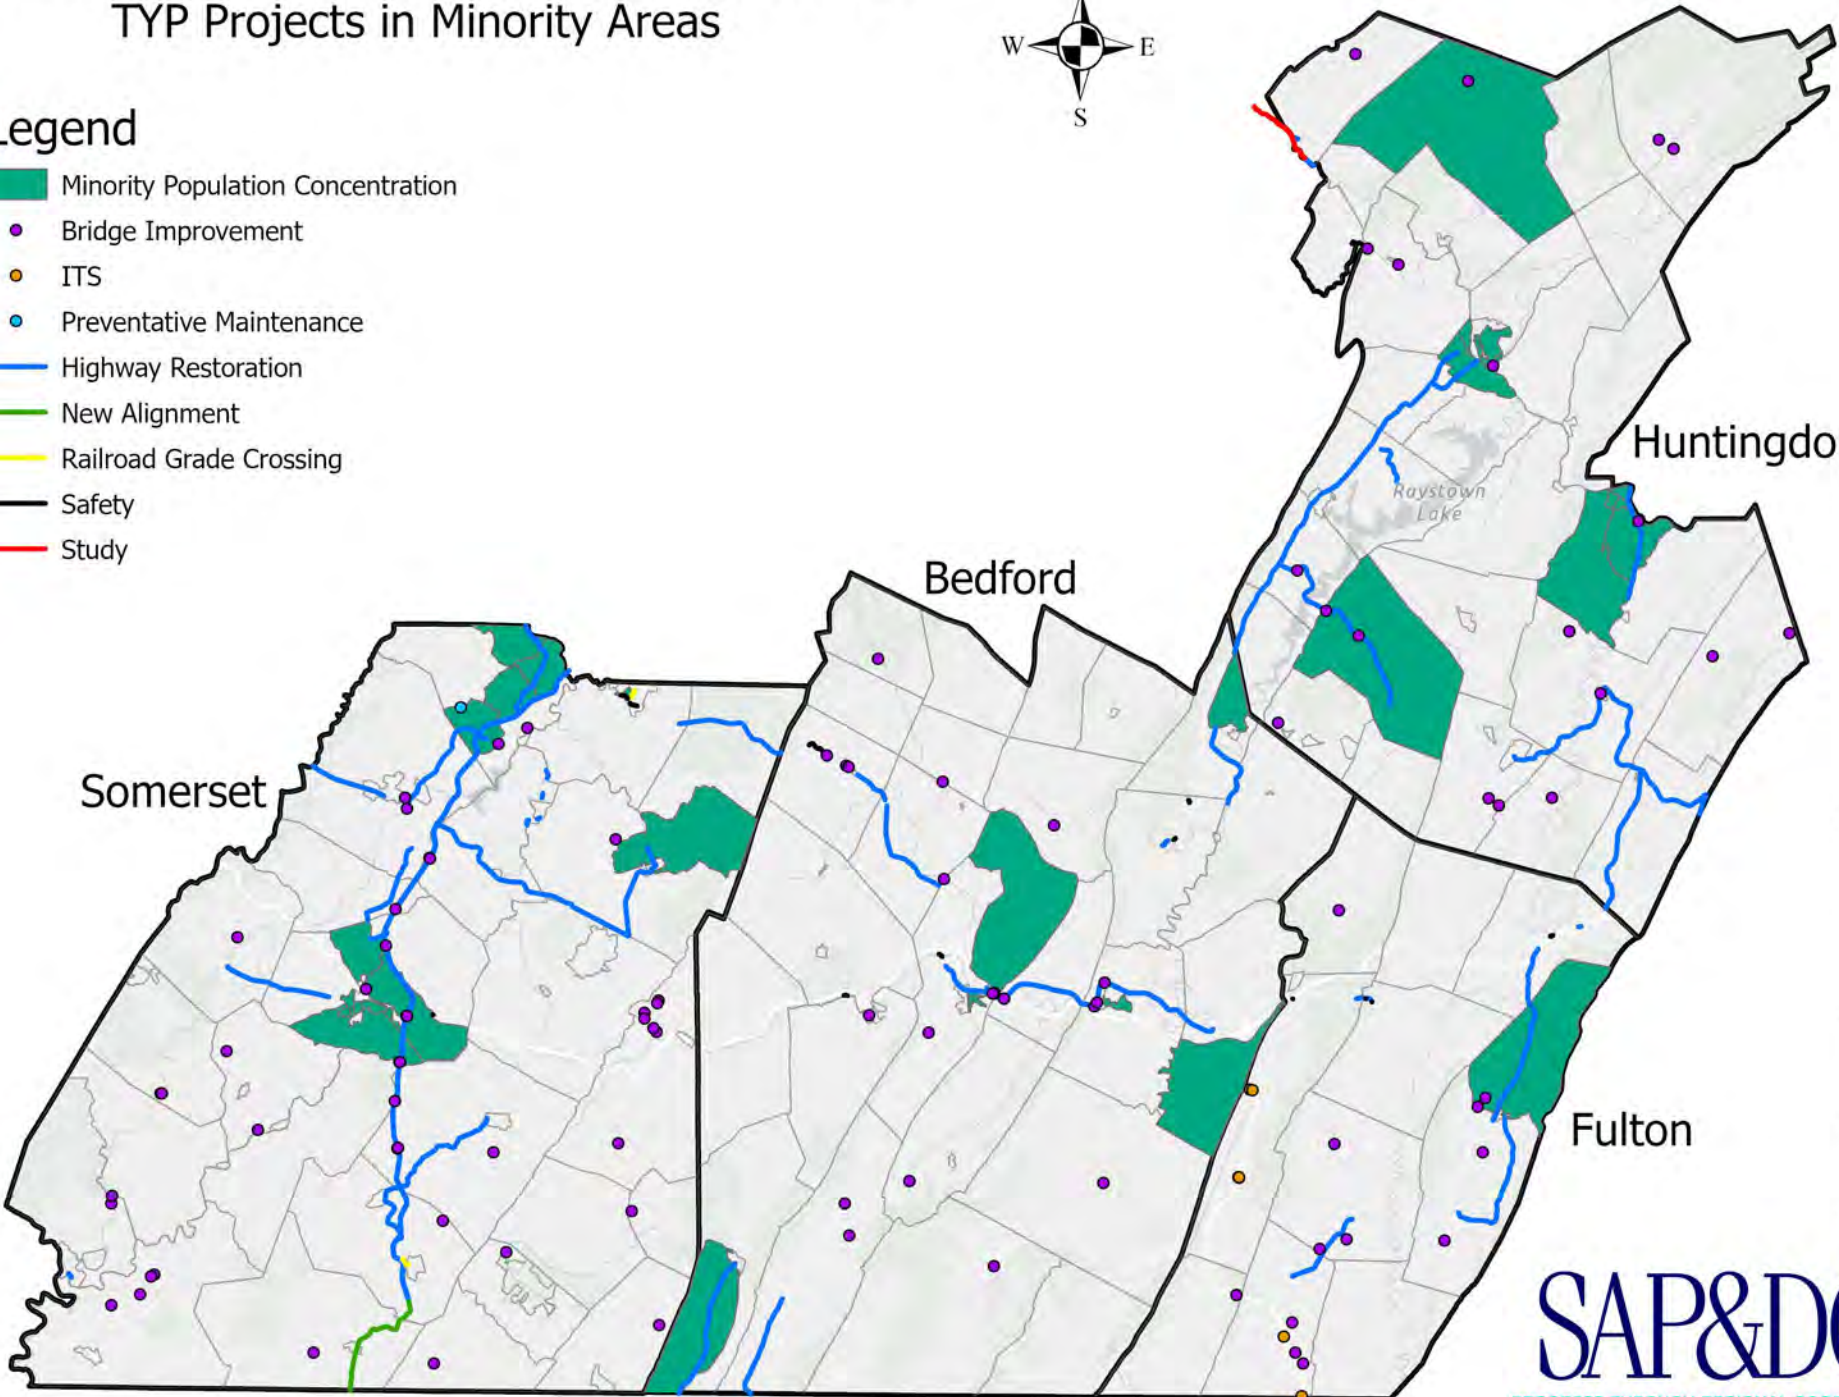 TYP Projects in Minority Areas
W E
S
Legend
Minority Population Concentration
Bridge Improvement
ITS
Preventative Maintenance
Highway Restoration
New Alignment
Railroad Grade Crossing
Safety
Study
Huntingdo
Raystown
Lake
Bedford
Somerset
Fulton
SAP&DC